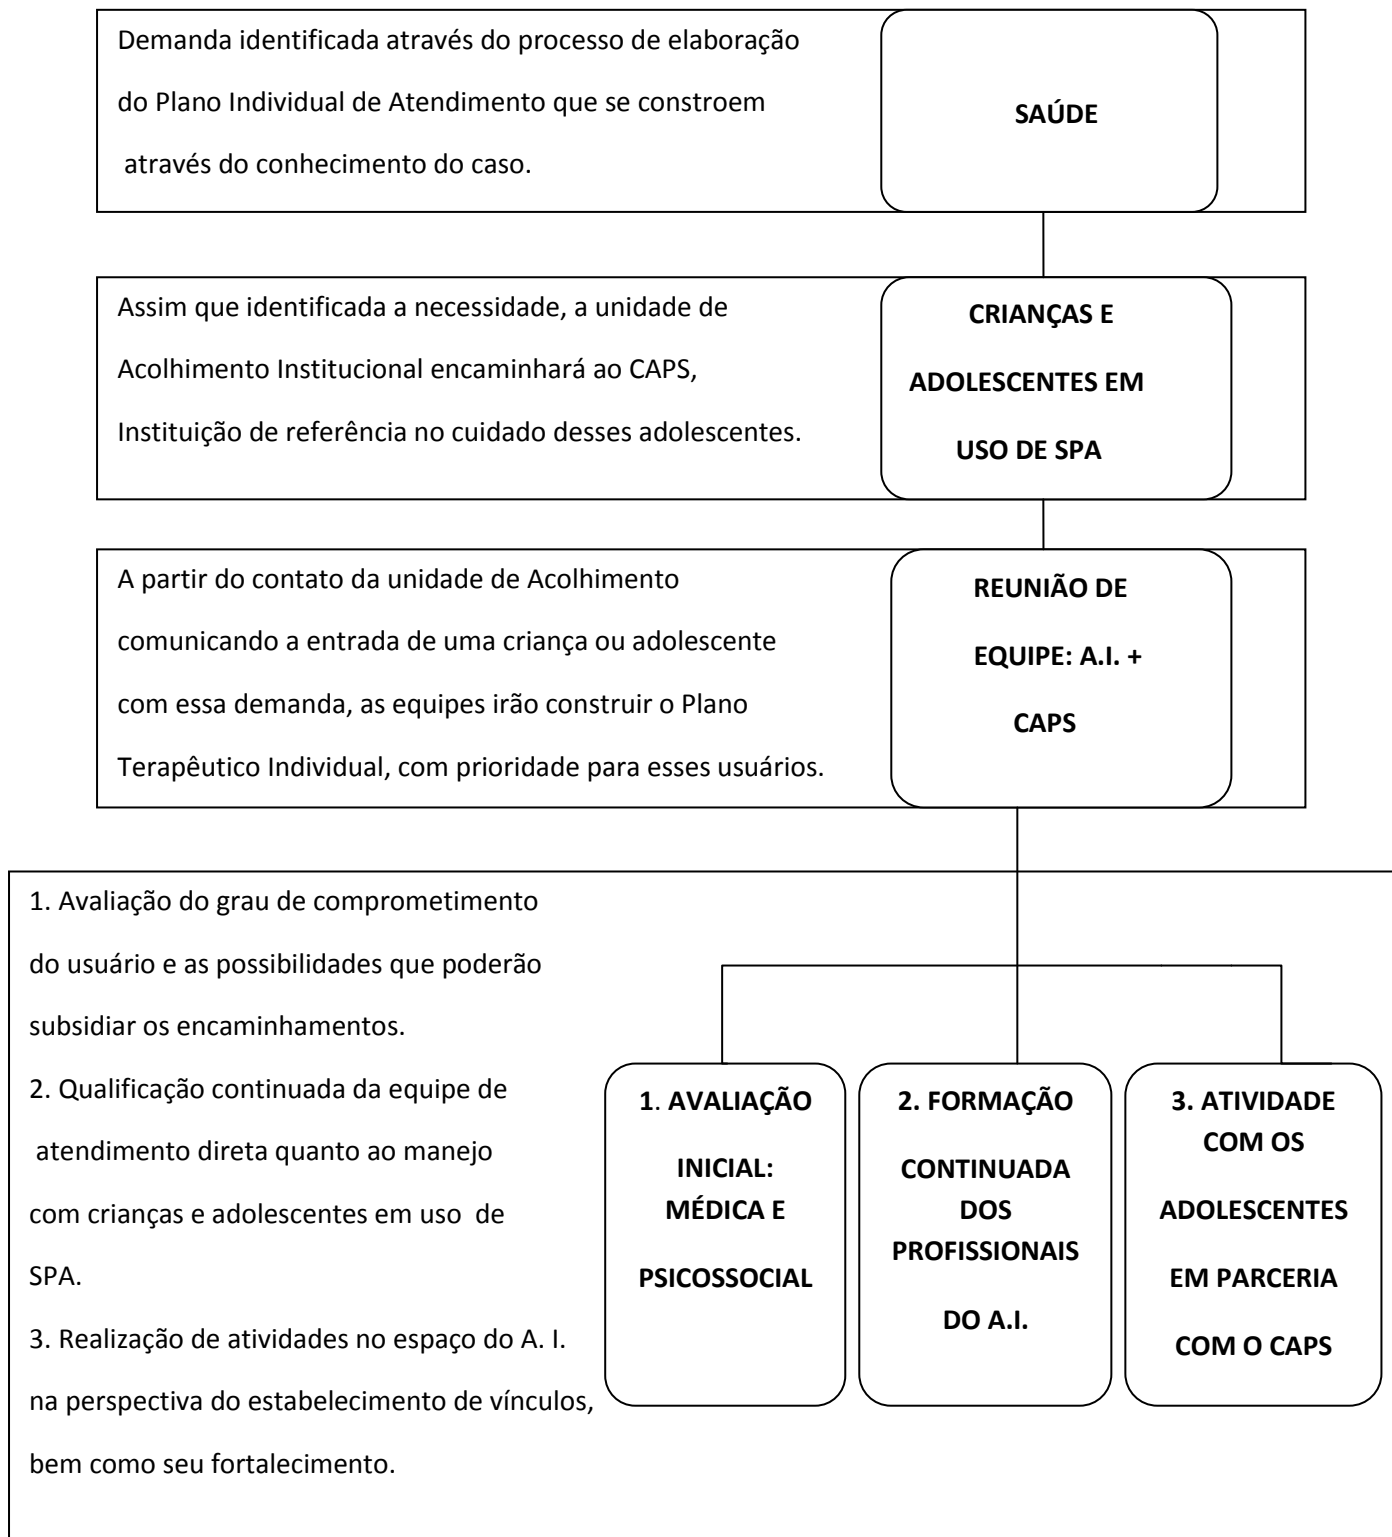 Demanda identificada através do processo de elaboração
do Plano Individual de Atendimento que se constroem
através do conhecimento do caso.
SAÚDE
Assim que identificada a necessidade, a unidade de
Acolhimento Institucional encaminhará ao CAPS,
Instituição de referência no cuidado desses adolescentes.
CRIANÇAS E
ADOLESCENTES EM
USO DE SPA
A partir do contato da unidade de Acolhimento
comunicando a entrada de uma criança ou adolescente
com essa demanda, as equipes irão construir o Plano
Terapêutico Individual, com prioridade para esses usuários.
REUNIÃO DE
EQUIPE: A.I. +
CAPS
1. Avaliação do grau de comprometimento
do usuário e as possibilidades que poderão
subsidiar os encaminhamentos.
2. Qualificação continuada da equipe de
atendimento direta quanto ao manejo
com crianças e adolescentes em uso de
SPA.
3. Realização de atividades no espaço do A. I.
na perspectiva do estabelecimento de vínculos,
bem como seu fortalecimento.
1. AVALIAÇÃO
INICIAL:
MÉDICA E
PSICOSSOCIAL
2. FORMAÇÃO
CONTINUADA
DOS
PROFISSIONAIS
DO A.I.
3. ATIVIDADE
COM OS
ADOLESCENTES
EM PARCERIA
COM O CAPS